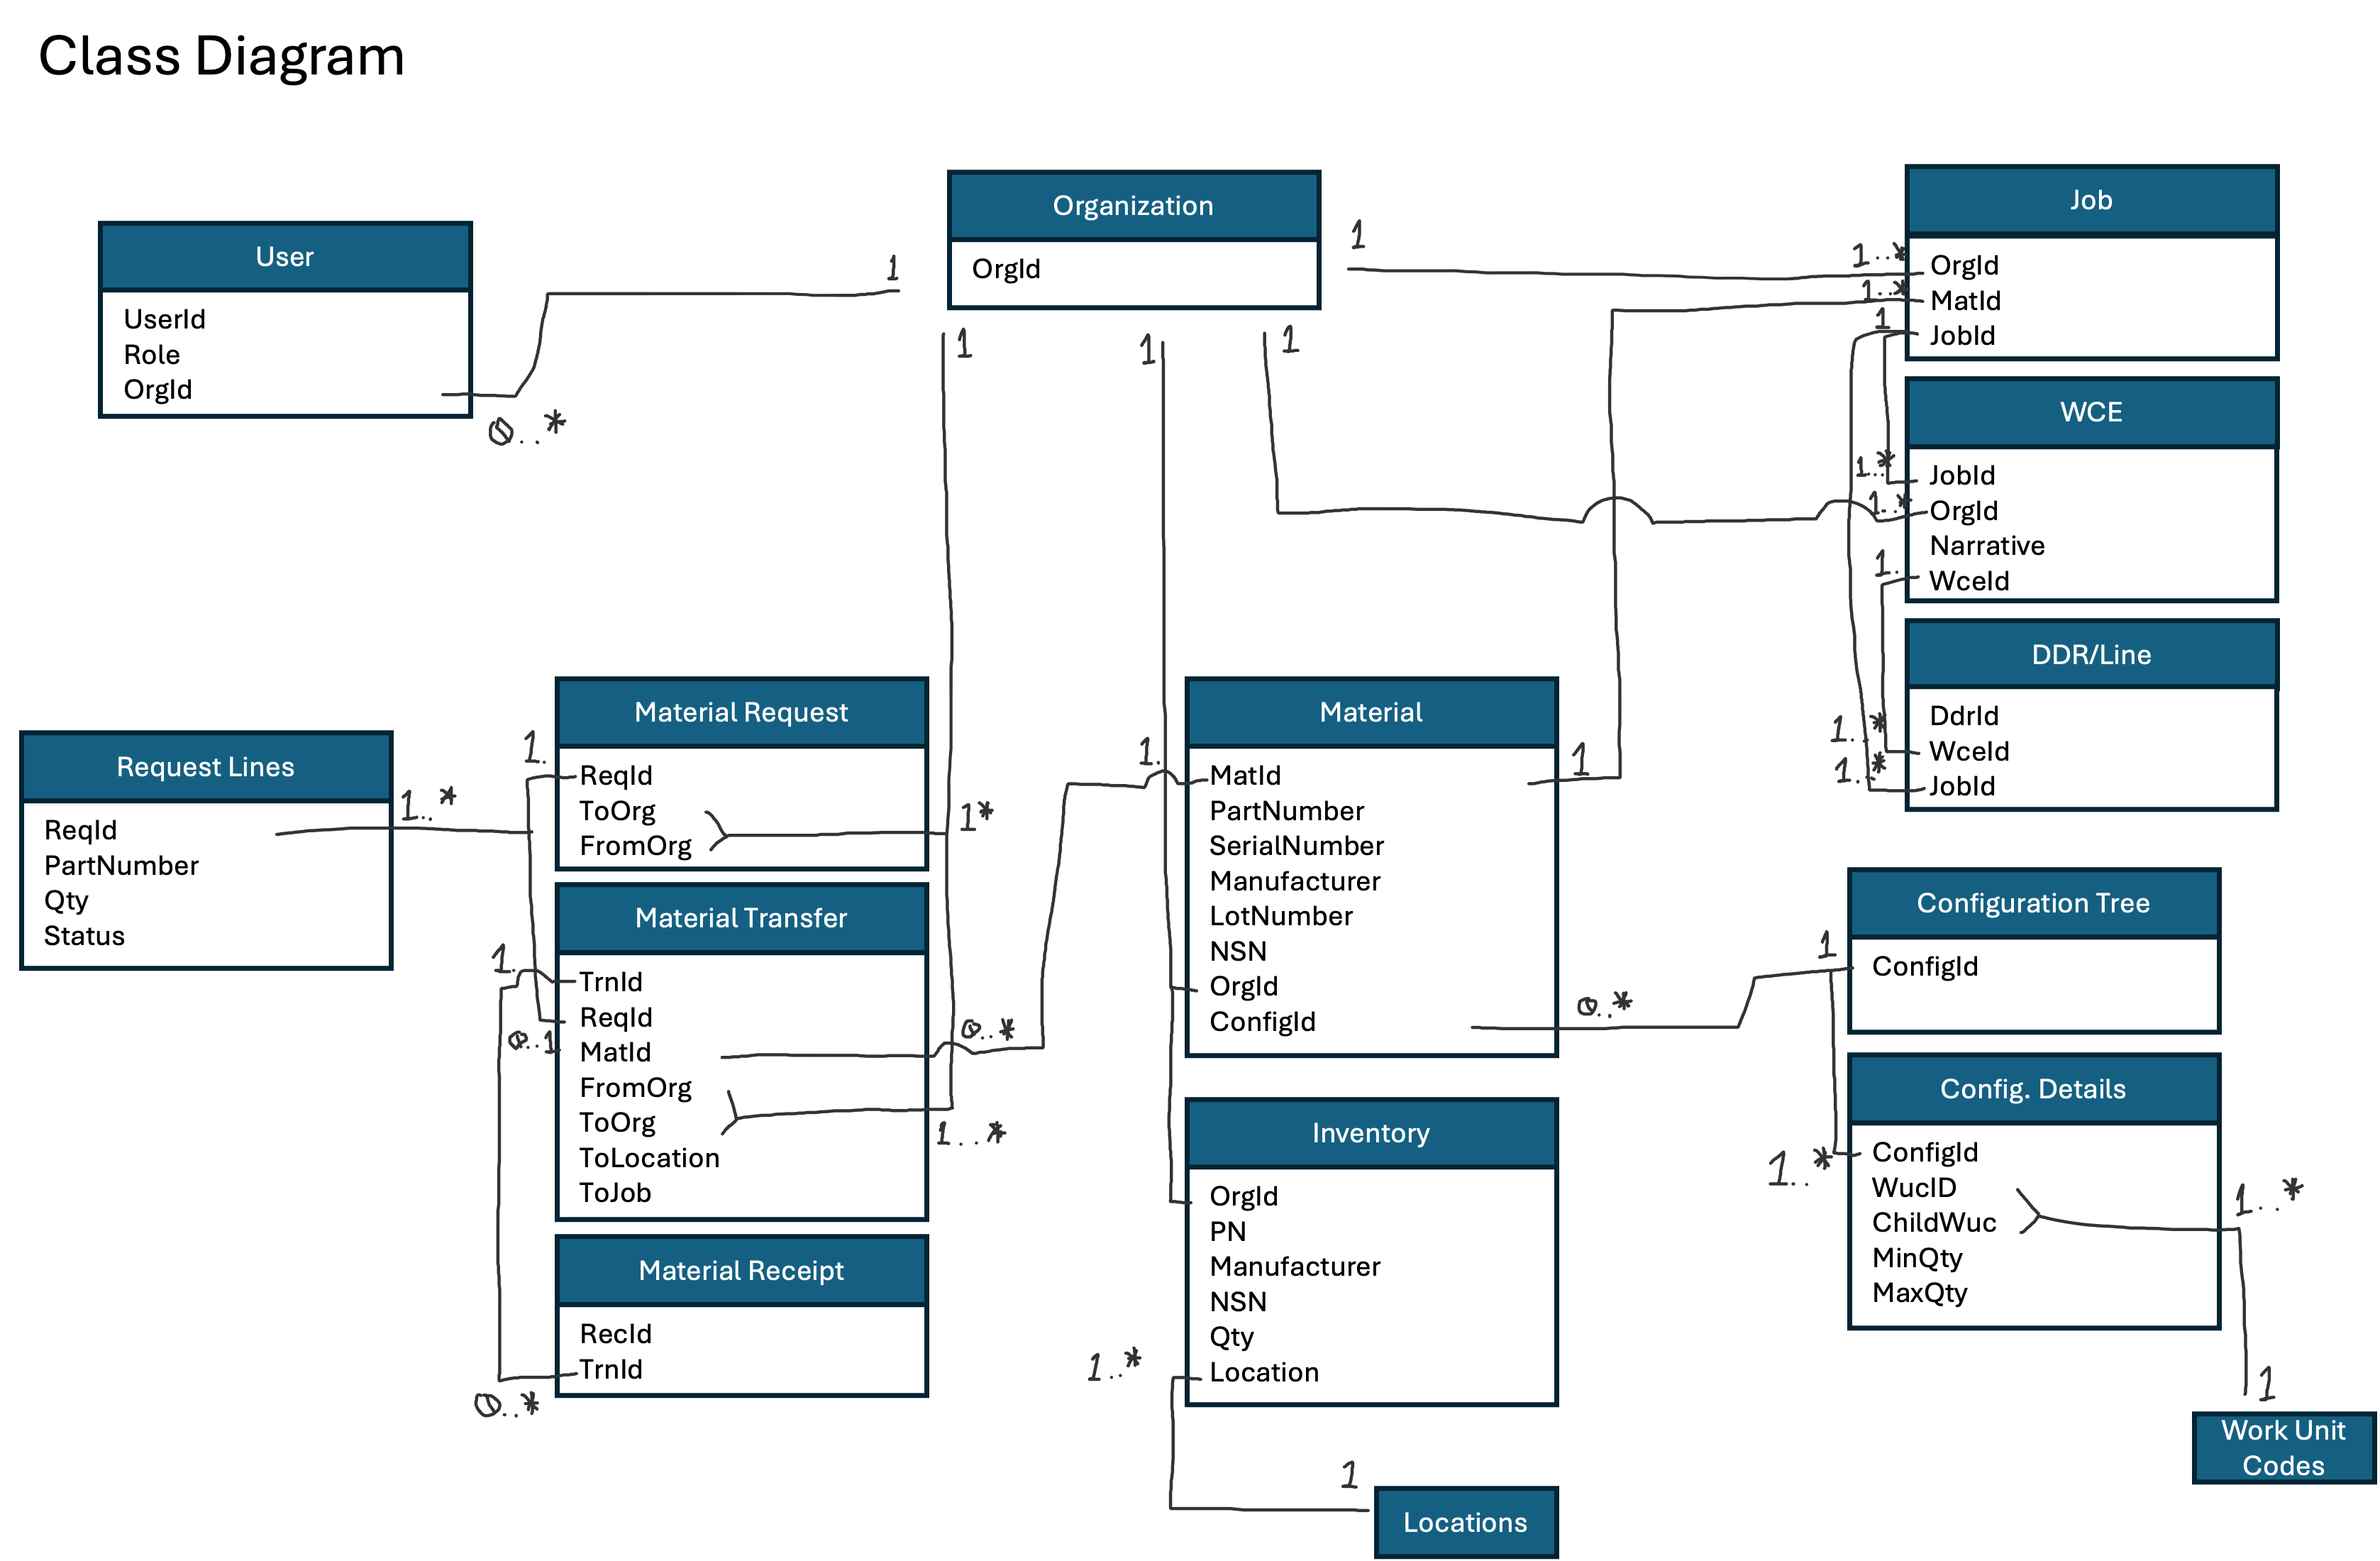 Class Diagram
User
UserId
Role
OrgId
0..*
1
Organization
OrgId
1
1
1
1
Job
1..*
OrgId
1..*
MatId
1
JobId
WCE
1..*
JobId
1..*
OrgId
Narrative
1.
WceId
DDR/Line
DdrId
1..*
WceId
1..*
JobId
Request Lines
ReqId
PartNumber
Qty
Status
1..*
Material Request
1.
ReqId
ToOrg
FromOrg
1*
Material Transfer
1.
TrnId
ReqId
0..1
MatId
FromOrg
ToOrg
ToLocation
ToJob
0..*
1...*
Material Receipt
RecId
TrnId
0..*
Material
1.
MatId
1
PartNumber
SerialNumber
Manufacturer
LotNumber
NSN
OrgId
ConfigId
0..*
Inventory
OrgId
PN
Manufacturer
NSN
Qty
Location
1..*
1
Locations
Configuration Tree
1
ConfigId
Config. Details
ConfigId
1..*
WucID
ChildWuc
MinQty
MaxQty
1...*
1
Work Unit
Codes